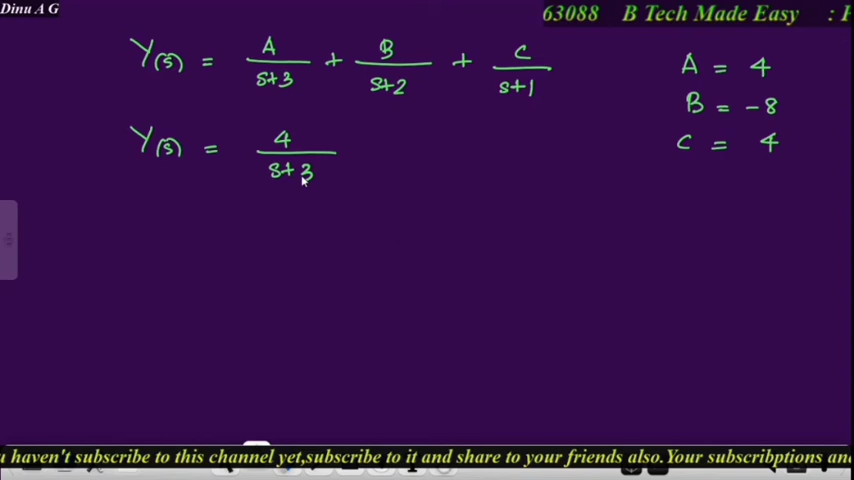 Dinu A G
63088 B Tech Made Easy :
Y(s) = A/(s+3) + B/(s+2) + C/(s+1)
A = 4
B = -8
C = 4
Y(s) = 4/(s+3)
haven't subscribe to this channel yet,subscribe to it and share to your friends also.Your subscribptions